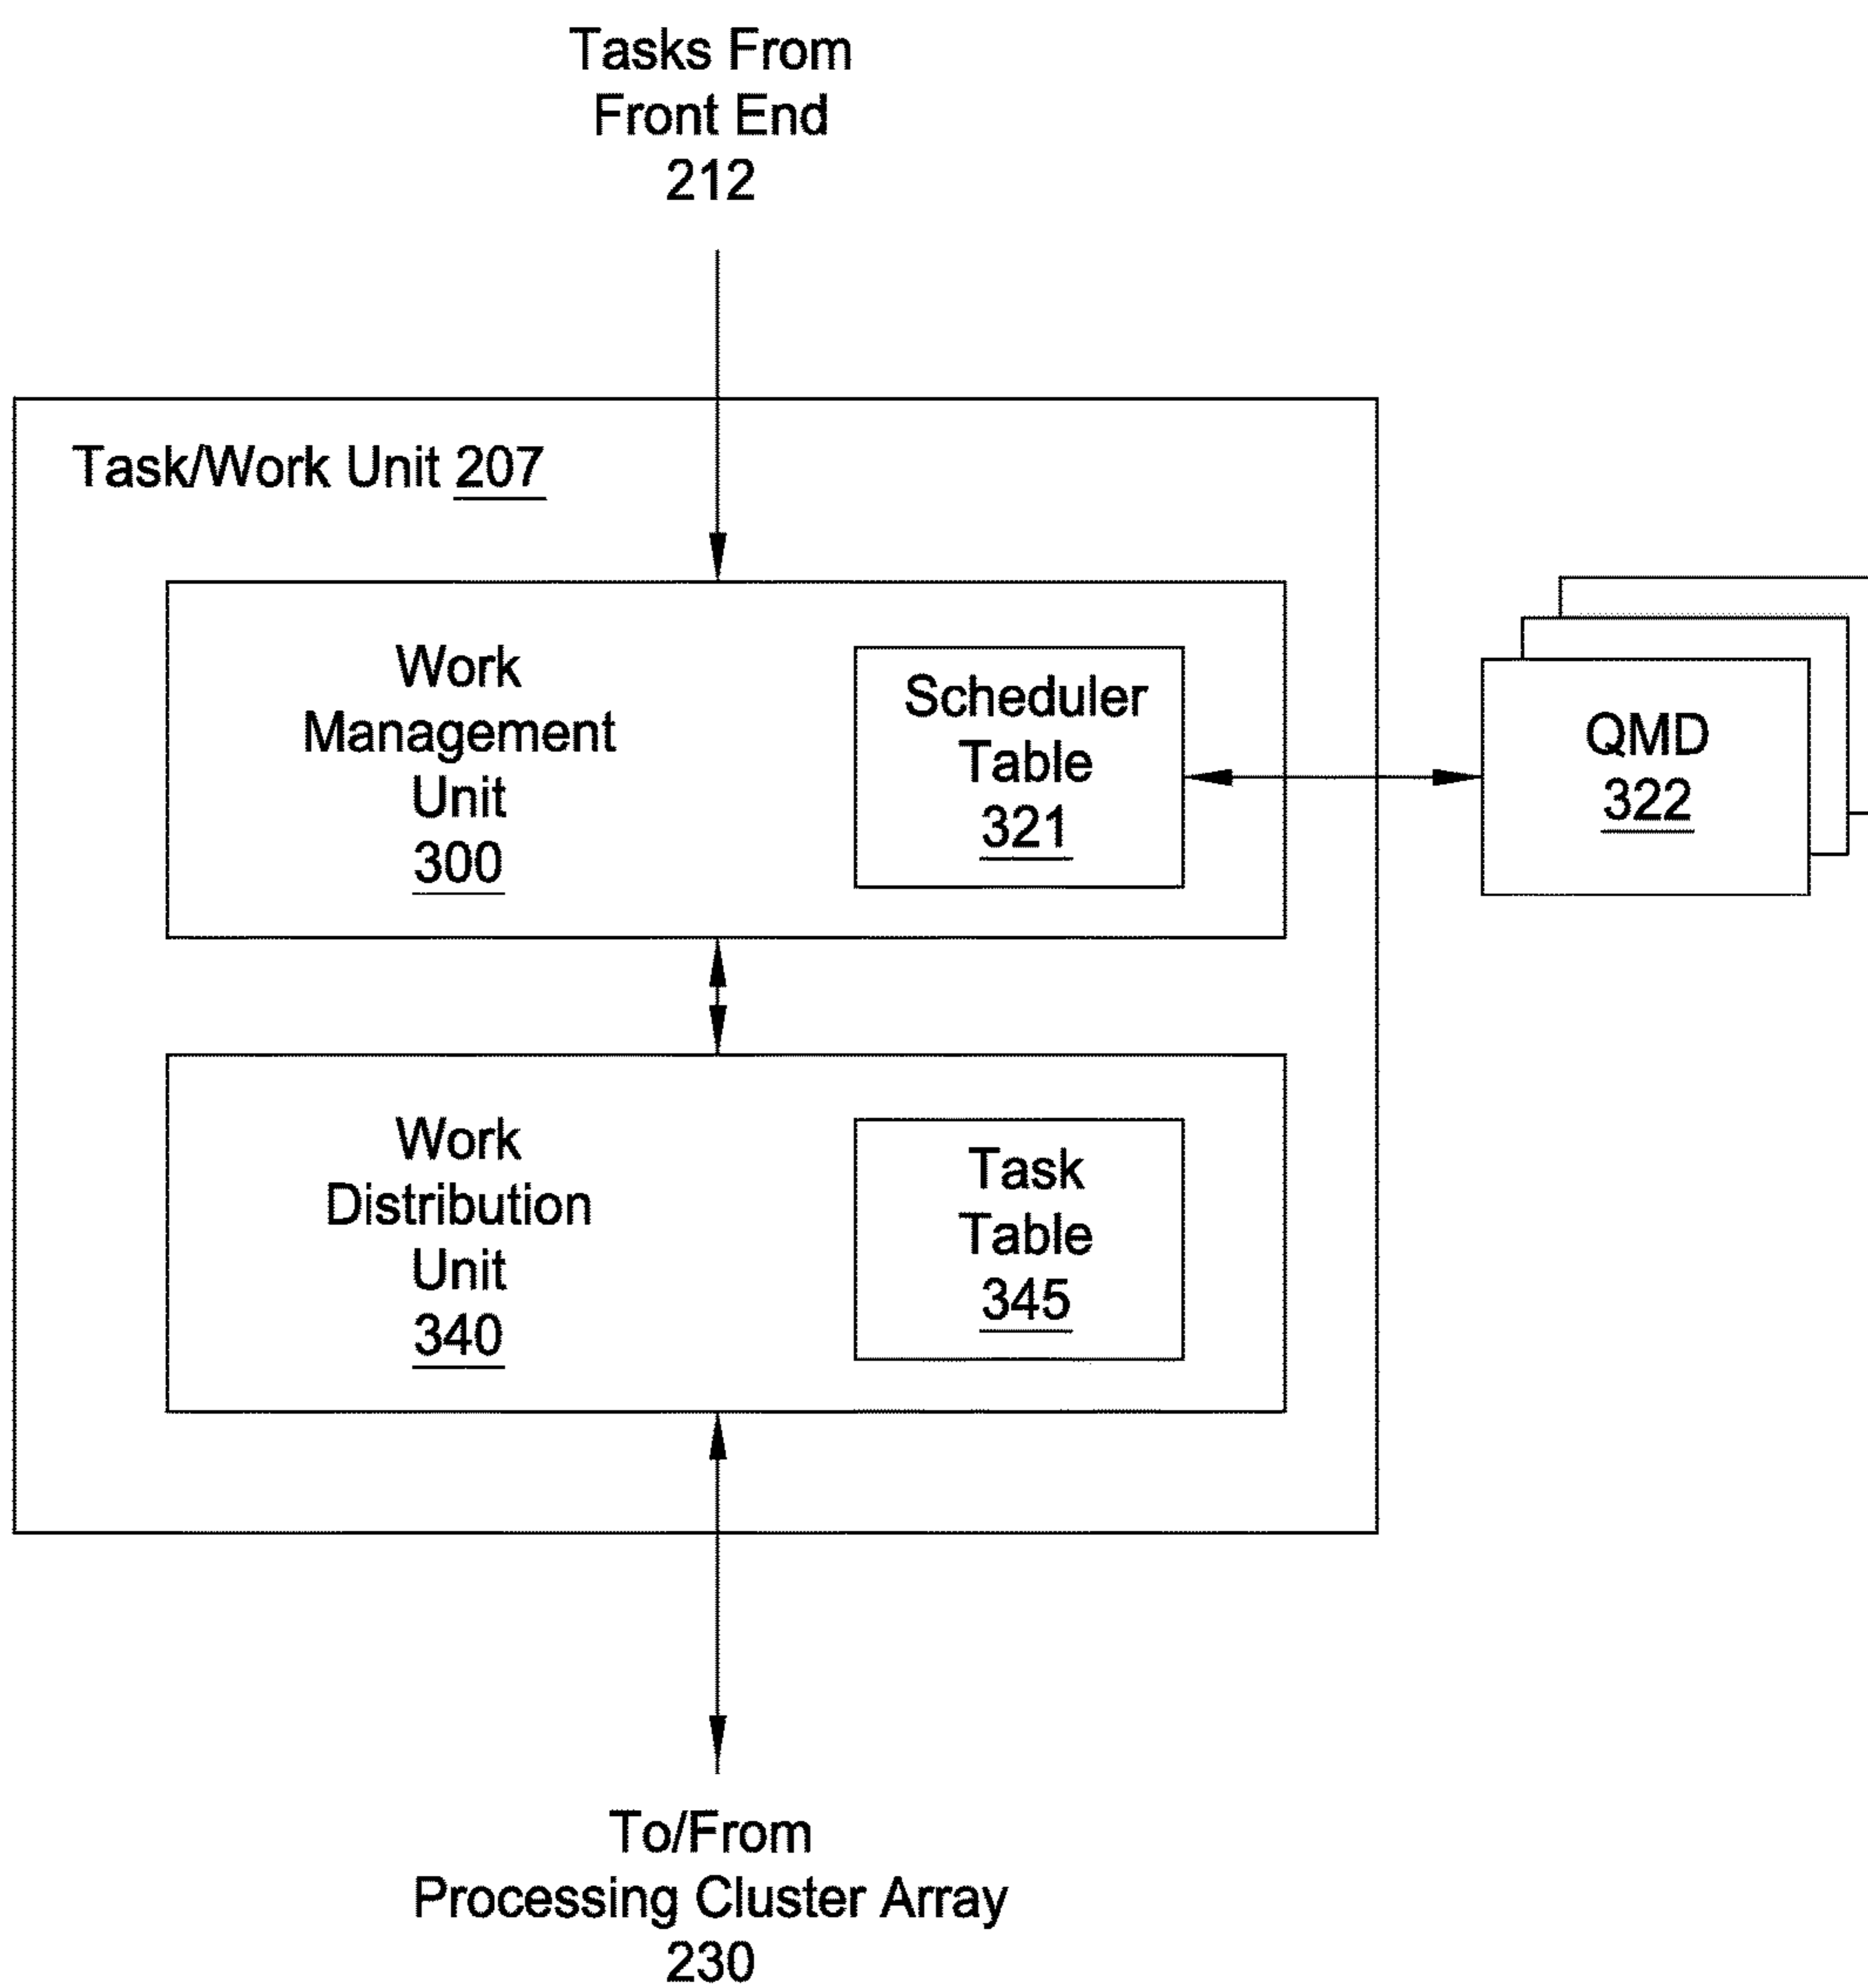 Tasks From
Front End
212
Task/Work Unit 207
Work
Management
Unit
300
Scheduler
Table
321
QMD
322
Work
Distribution
Unit
340
Task
Table
345
To/From
Processing Cluster Array
230